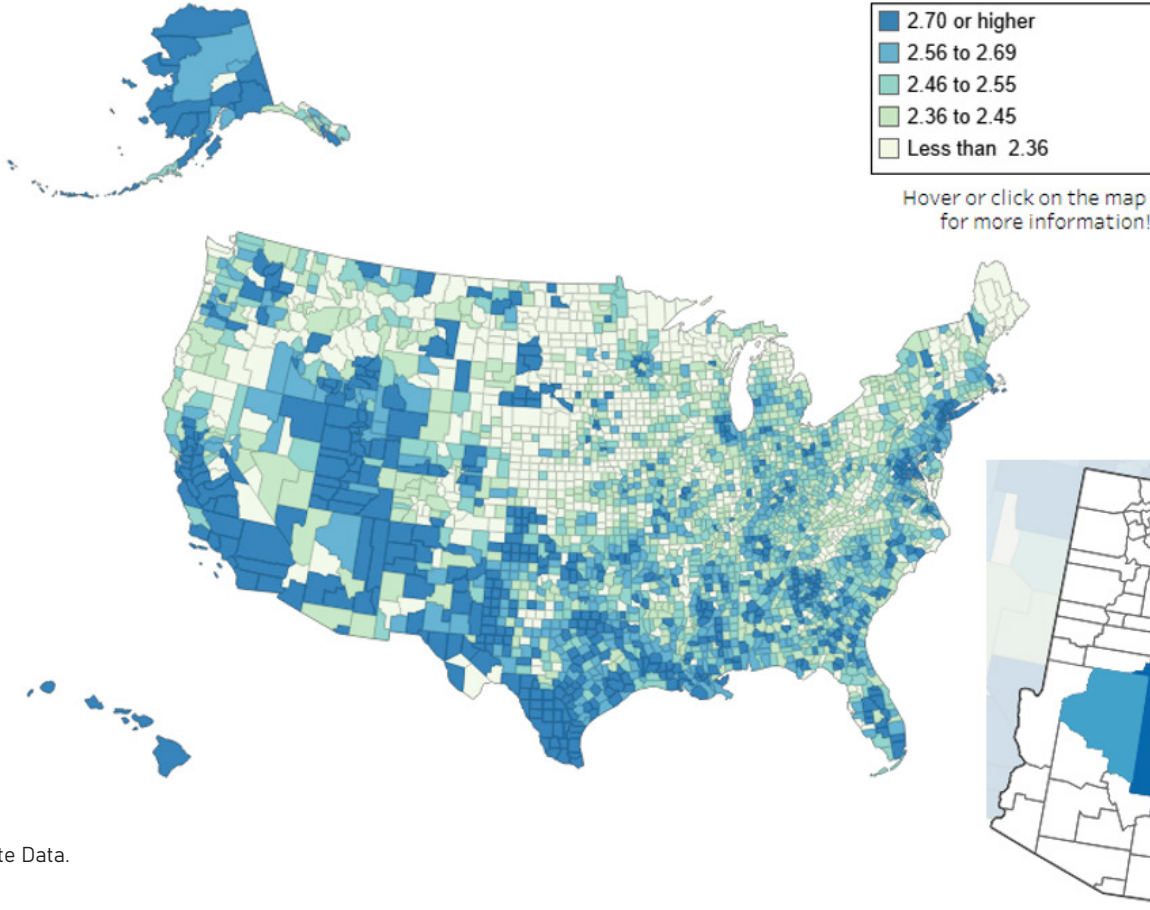 2.70 or higher
2.56 to 2.69
2.46 to 2.55
2.36 to 2.45
Less than 2.36
Hover or click on the map
for more information!
te Data.